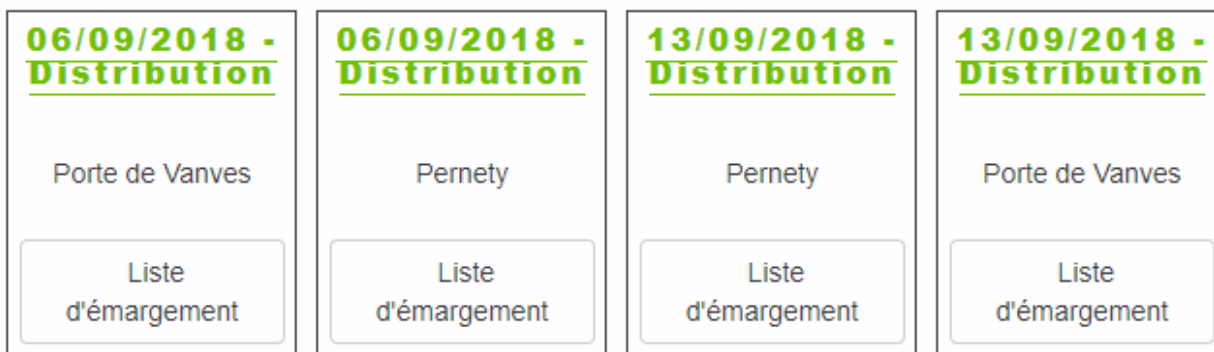 06/09/2018 -
Distribution
Porte de Vanves
Liste
d'émargement
06/09/2018 -
Distribution
Pernety
Liste
d'émargement
13/09/2018 -
Distribution
Pernety
Liste
d'émargement
13/09/2018 -
Distribution
Porte de Vanves
Liste
d'émargement